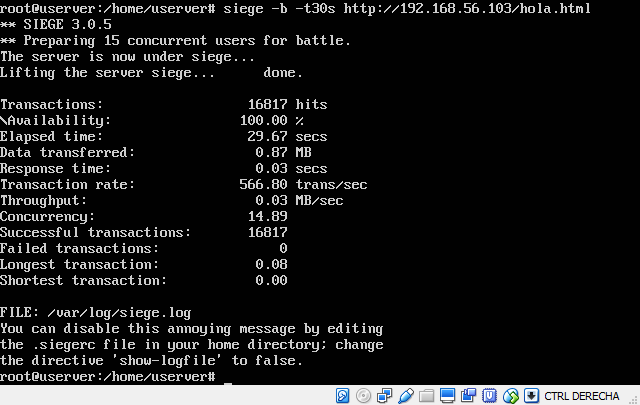 root@userver:/home/userver# siege -b -t30s http://192.168.56.103/hola.html
** SIEGE 3.0.5
** Preparing 15 concurrent users for battle.
The server is now under siege...
Lifting the server siege...      done.

Transactions:                  16817 hits
\Availability:                100.00 %
Elapsed time:                  29.67 secs
Data transferred:               0.87 MB
Response time:                  0.03 secs
Transaction rate:             566.80 trans/sec
Throughput:                     0.03 MB/sec
Concurrency:                   14.89
Successful transactions:       16817
Failed transactions:               0
Longest transaction:            0.08
Shortest transaction:           0.00

FILE: /var/log/siege.log
You can disable this annoying message by editing
the .siegerc file in your home directory; change
the directive 'show-logfile' to false.
root@userver:/home/userver# _
CTRL DERECHA